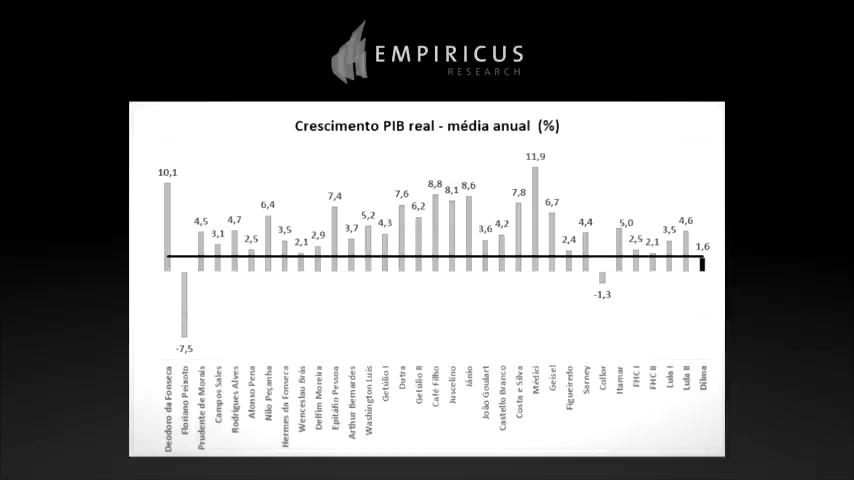 EMPIRICUS
RESEARCH
Crescimento PIB real - média anual (%)
10,1
-7,5
4,5
3,1
4,7
2,5
6,4
3,5
2,1
2,9
7,4
3,7
5,2
4,3
7,6
6,2
8,8
8,1
8,6
3,6
4,2
7,8
11,9
6,7
2,4
4,4
-1,3
5,0
2,5
2,1
3,5
4,6
1,6
Deodoro da Fonseca
Floriano Peixoto
Prudente de Morais
Campos Sales
Rodrigues Alves
Afonso Pena
Nilo Peçanha
Hermes da Fonseca
Wenceslau Brás
Delfim Moreira
Epitáfio Pessoa
Arthur Bernardes
Washington Luis
Getúlio I
Dutra
Getúlio II
Café Filho
Juscelino
Jânio
João Goulart
Castello Branco
Costa e Silva
Médici
Geisel
Figueiredo
Sarney
Collor
Itamar
FHC I
FHC II
Lula I
Lula II
Dilma